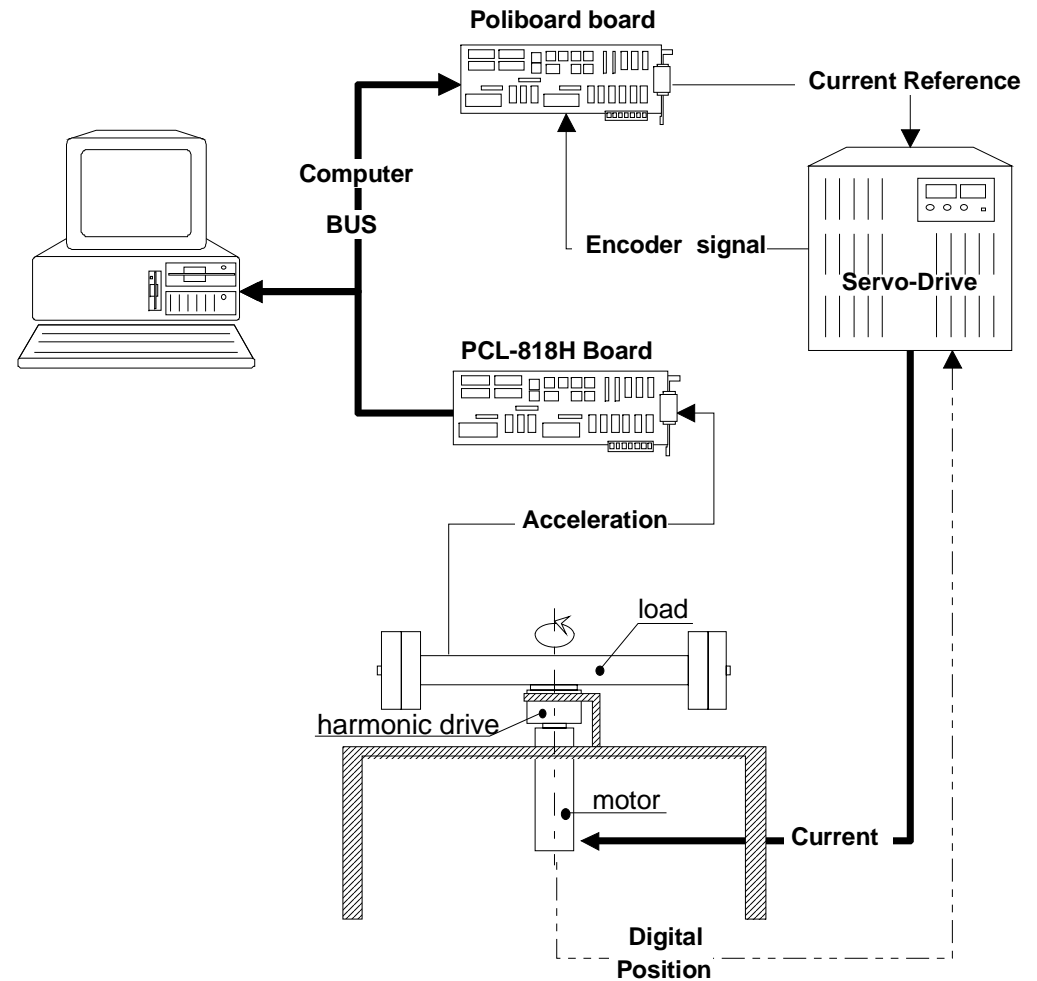 Poliboard board
Current Reference
Computer
BUS
Encoder signal
Servo-Drive
PCL-818H Board
Acceleration
load
harmonic drive
motor
Current
Digital
Position